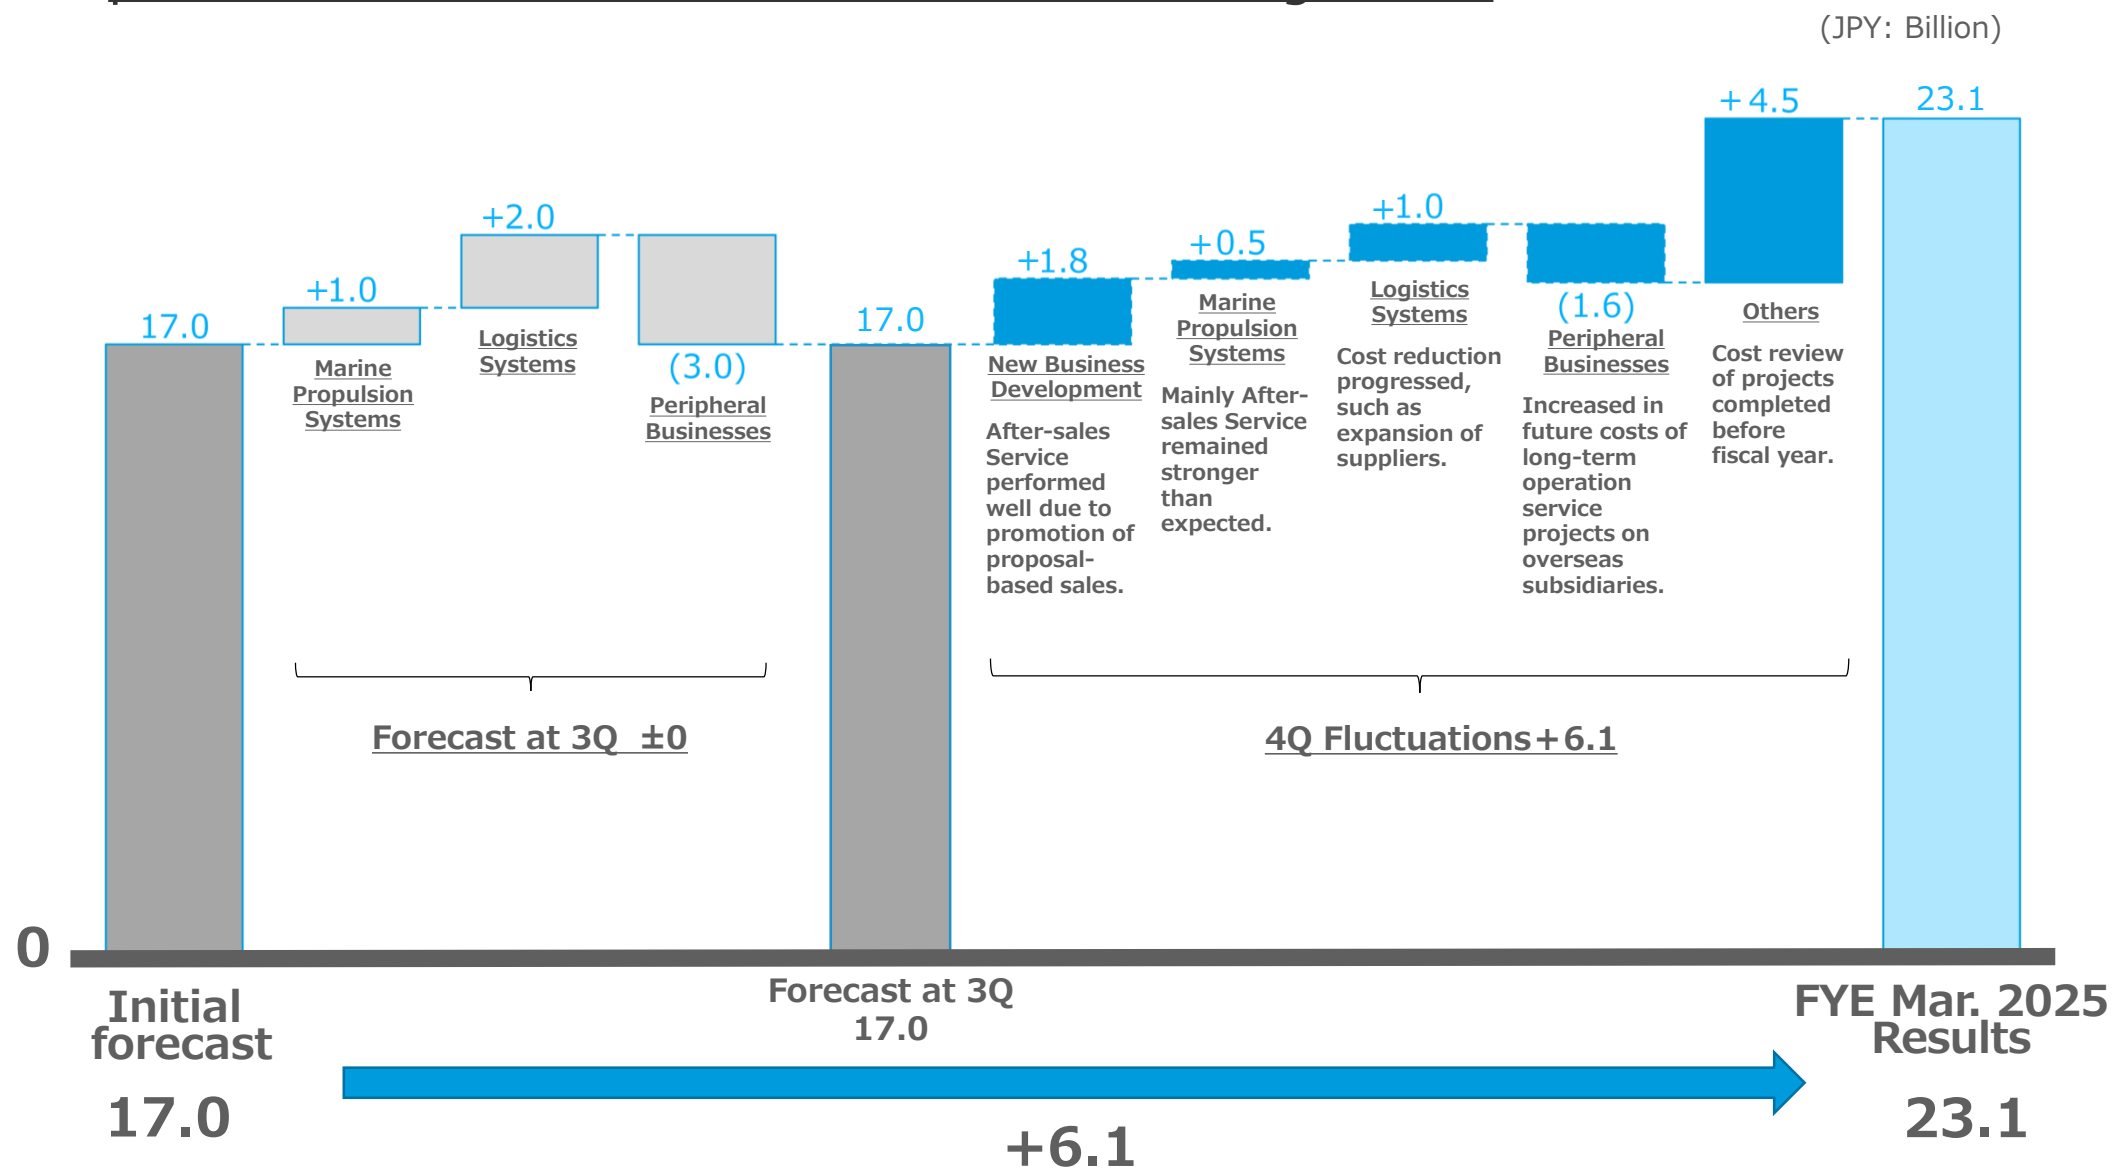 (JPY: Billion)
17.0
+1.0
Marine
Propulsion
Systems
+2.0
Logistics
Systems
(3.0)
Peripheral
Businesses
17.0
+1.8
New Business
Development
After-sales
Service
performed
well due to
promotion of
proposal-
based sales.
+0.5
Marine
Propulsion
Systems
Mainly After-
sales Service
remained
stronger
than
expected.
+1.0
Logistics
Systems
Cost reduction
progressed,
such as
expansion of
suppliers.
(1.6)
Peripheral
Businesses
Increased in
future costs of
long-term
operation
service
projects on
overseas
subsidiaries.
+4.5
Others
Cost review
of projects
completed
before
fiscal year.
23.1
Forecast at 3Q ±0
4Q Fluctuations+6.1
0
Initial
forecast
17.0
Forecast at 3Q
17.0
FYE Mar. 2025
Results
23.1
+6.1